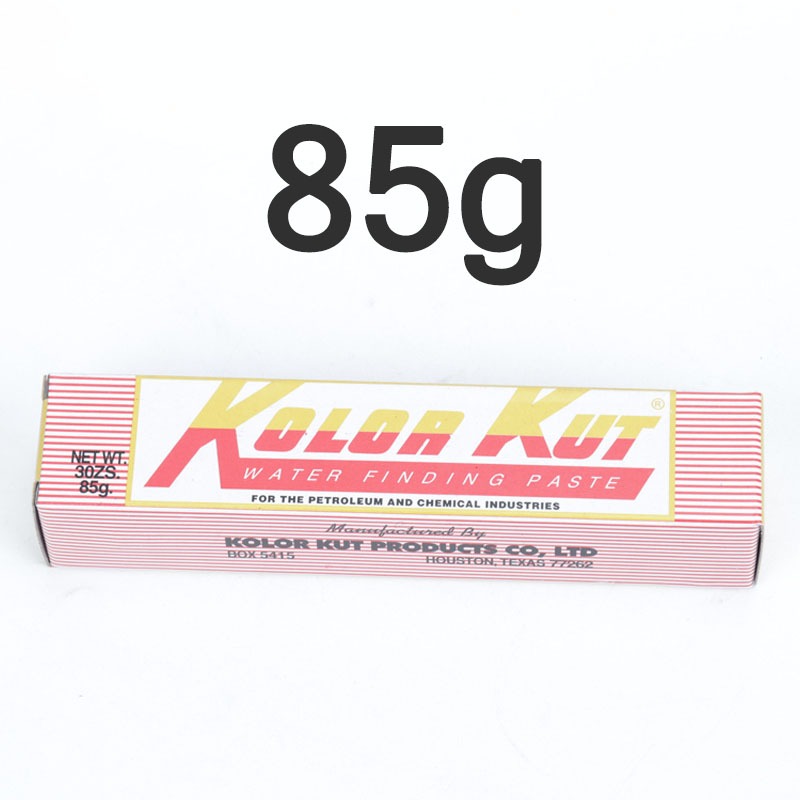 85g
KOLOR KUT®
WATER FINDING PASTE
FOR THE PETROLEUM AND CHEMICAL INDUSTRIES
NET WT.
3OZS.
85g.
Manufactured By
KOLOR KUT PRODUCTS CO, LTD
BOX 5415 HOUSTON, TEXAS 77262